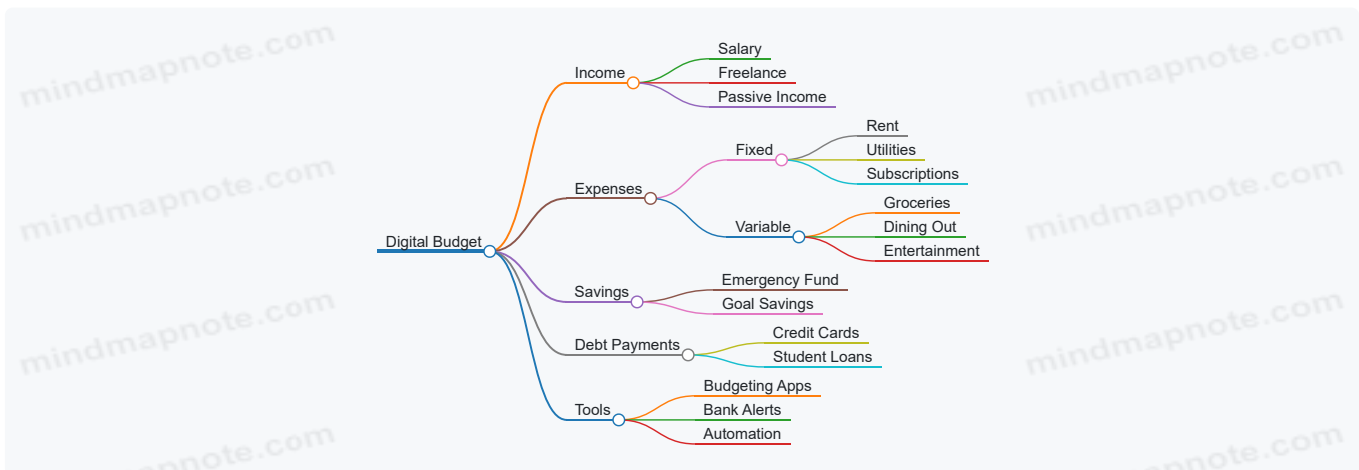 mindmapnote.com
mindmapnote.com
Salary
Income
Freelance
Passive Income
Rent
Fixed
Utilities
Subscriptions
mindmapnote.com
mindmapnote.com
Expenses
Groceries
Variable
Dining Out
Entertainment
Digital Budget
Emergency Fund
Savings
Goal Savings
mindmapnote.com
mindmapnote.com
Credit Cards
Debt Payments
Student Loans
Budgeting Apps
Tools
Bank Alerts
Automation
mapnote.com
pnote.com